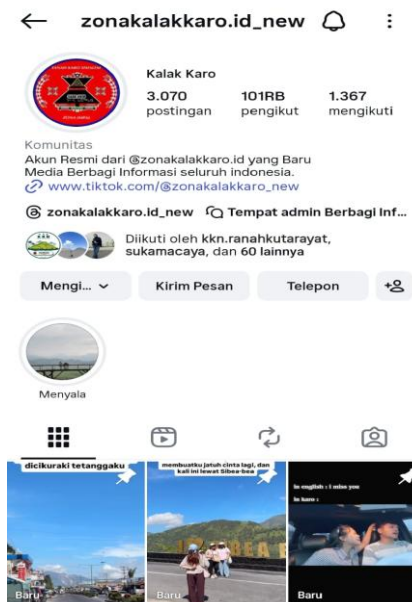 zonakalakkaro.id_new
Kalak Karo
3.070 101RB 1.367
postingan pengikut mengikuti
Komunitas
Akun Resmi dari @zonakalakkaro.id yang Baru
Media Berbagi Informasi seluruh indonesia.
www.tiktok.com/@zonakalakkaro_new
zonakalakkaro.id_new Tempat admin Berbagi Inf...
Diikuti oleh kkn.ranahkutarayat,
sukamacaya, dan 60 lainnya
Mengi... Kirim Pesan Telepon
Menyala
dicikuraki tetanggaku
membuatku jatuh cinta lagi, dan
kali ini lewat Sibea-bea
In english : I miss you
In karo :
BEA B
Baru Baru Baru